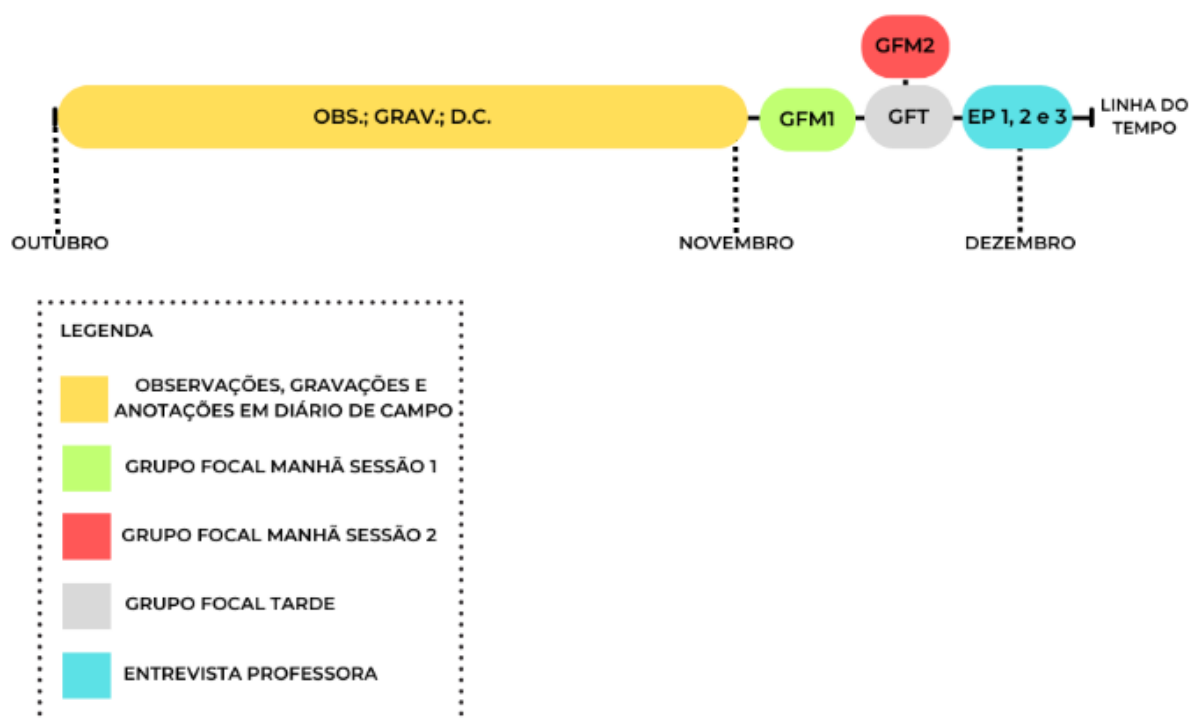 GFM2
OBS.; GRAV.; D.C.
GFM1
GFT
EP 1, 2 e 3
LINHA DO
TEMPO
OUTUBRO
NOVEMBRO
DEZEMBRO
LEGENDA
OBSERVAÇÕES, GRAVAÇÕES E
ANOTAÇÕES EM DIÁRIO DE CAMPO
GRUPO FOCAL MANHÃ SESSÃO 1
GRUPO FOCAL MANHÃ SESSÃO 2
GRUPO FOCAL TARDE
ENTREVISTA PROFESSORA